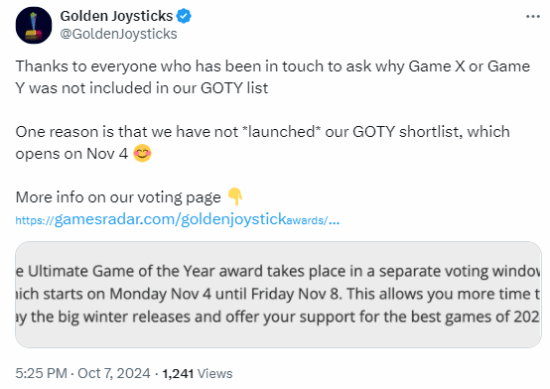 Golden Joysticks
@GoldenJoysticks
Thanks to everyone who has been in touch to ask why Game X or Game
Y was not included in our GOTY list
One reason is that we have not *launched* our GOTY shortlist, which
opens on Nov 4 😊
More info on our voting page 👇
https://gamesradar.com/goldenjoystickawards/...
e Ultimate Game of the Year award takes place in a separate voting window
ich starts on Monday Nov 4 until Friday Nov 8. This allows you more time t
ay the big winter releases and offer your support for the best games of 202
5:25 PM · Oct 7, 2024 · 1,241 Views